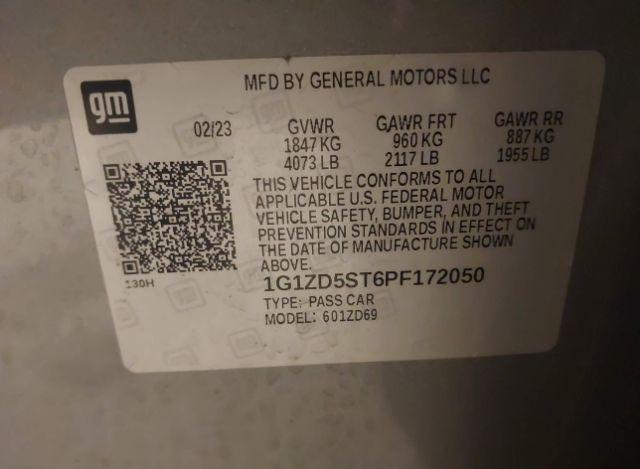 gm
MFD BY GENERAL MOTORS LLC
02/23 GVWR GAWR FRT GAWR RR
1847 KG 960 KG 887 KG
4073 LB 2117 LB 1955 LB
THIS VEHICLE CONFORMS TO ALL
APPLICABLE U.S. FEDERAL MOTOR
VEHICLE SAFETY, BUMPER, AND THEFT
PREVENTION STANDARDS IN EFFECT ON
THE DATE OF MANUFACTURE SHOWN
ABOVE.
130H
1G1ZD5ST6PF172050
TYPE: PASS CAR
MODEL: 601ZD69